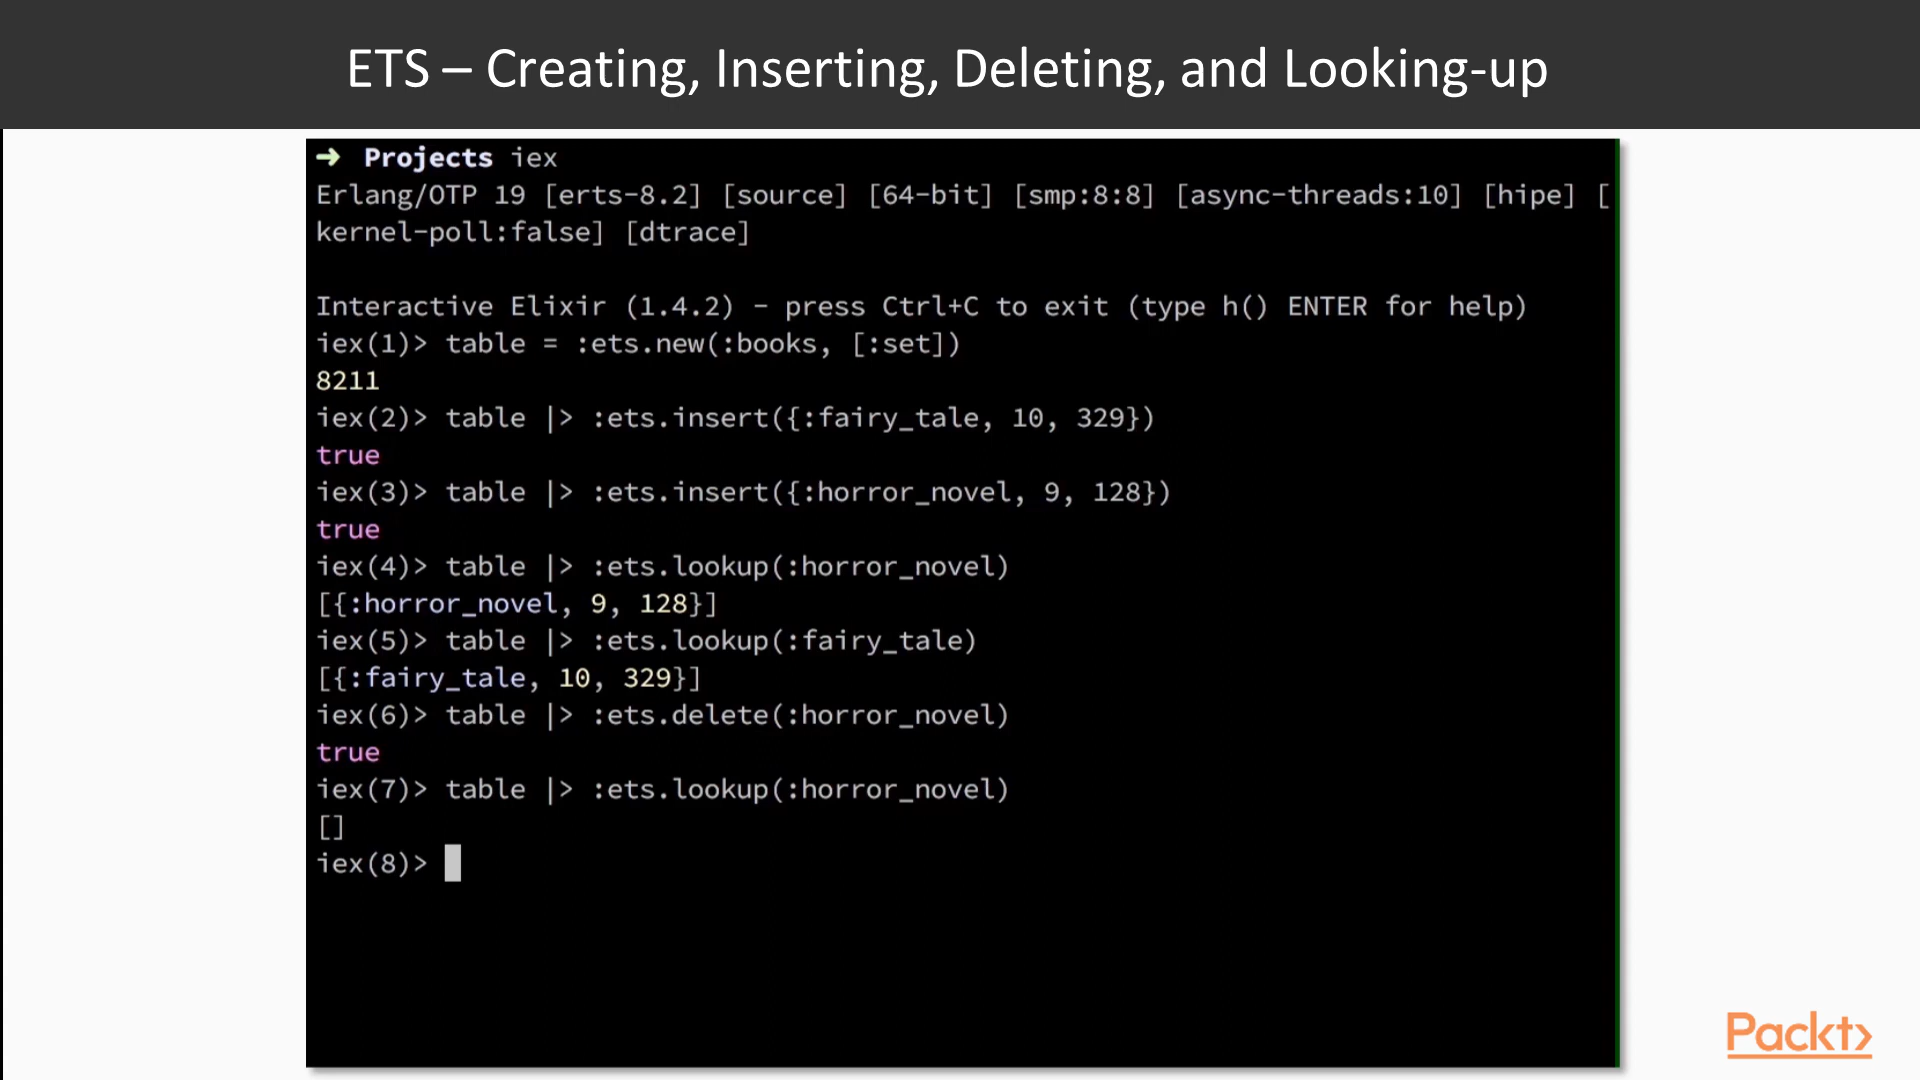 ETS – Creating, Inserting, Deleting, and Looking-up
➜ Projects iex
Erlang/OTP 19 [erts-8.2] [source] [64-bit] [smp:8:8] [async-threads:10] [hipe] [
kernel-poll:false] [dtrace]
Interactive Elixir (1.4.2) - press Ctrl+C to exit (type h() ENTER for help)
iex(1)> table = :ets.new(:books, [:set])
8211
iex(2)> table |> :ets.insert({:fairy_tale, 10, 329})
true
iex(3)> table |> :ets.insert({:horror_novel, 9, 128})
true
iex(4)> table |> :ets.lookup(:horror_novel)
[{:horror_novel, 9, 128}]
iex(5)> table |> :ets.lookup(:fairy_tale)
[{:fairy_tale, 10, 329}]
iex(6)> table |> :ets.delete(:horror_novel)
true
iex(7)> table |> :ets.lookup(:horror_novel)
[]
iex(8)>
Packt>